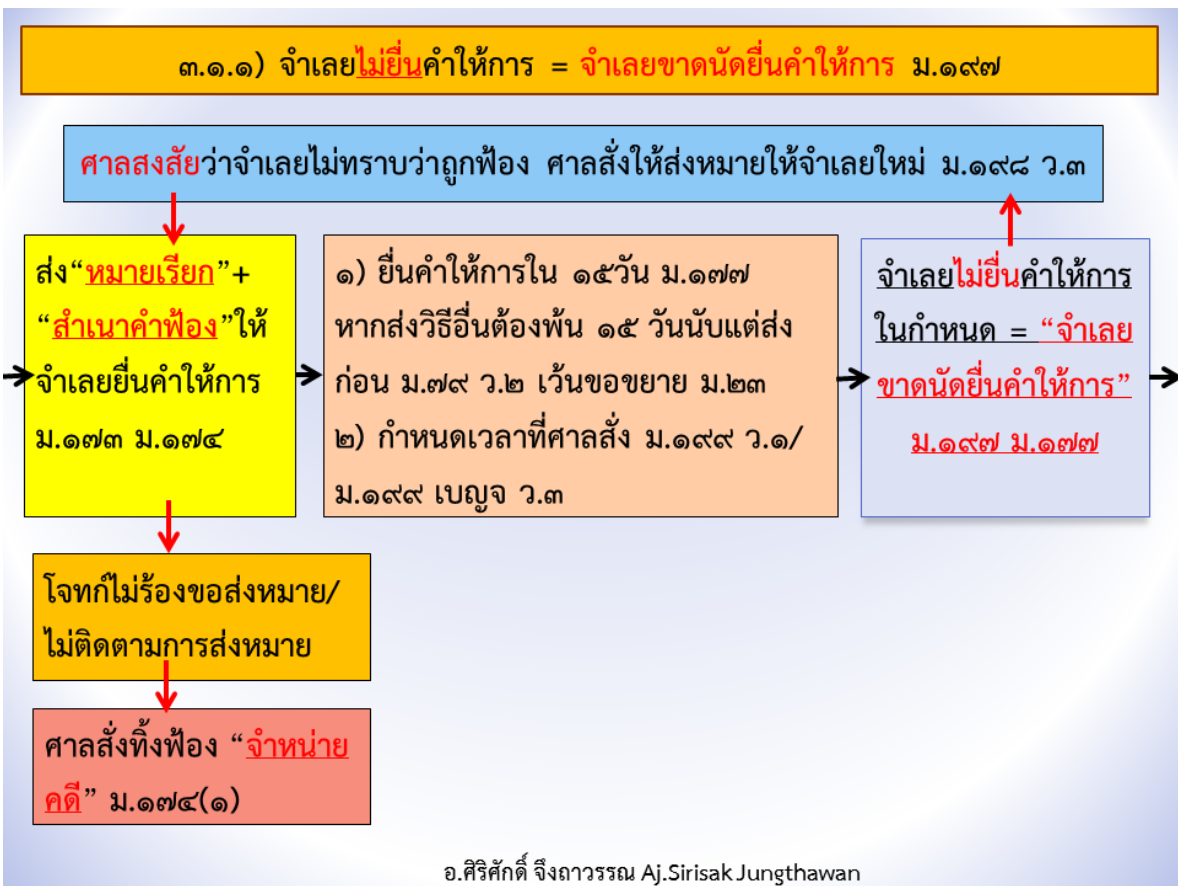 ๓.๑.๑) จำเลยไม่ยื่นคำให้การ = จำเลยขาดนัดยื่นคำให้การ ม.๑๙๗
ศาลสงสัยว่าจำเลยไม่ทราบว่าถูกฟ้อง ศาลสั่งให้ส่งหมายให้จำเลยใหม่ ม.๑๙๘ ว.๓
ส่ง“หมายเรียก”+
“สำเนาคำฟ้อง”ให้
จำเลยยื่นคำให้การ
ม.๑๗๓ ม.๑๗๔
๑) ยื่นคำให้การใน ๑๕วัน ม.๑๗๗
หากส่งวิธีอื่นต้องพ้น ๑๕ วันนับแต่ส่ง
ก่อน ม.๗๙ ว.๒ เว้นขอขยาย ม.๒๓
๒) กำหนดเวลาที่ศาลสั่ง ม.๑๙๙ ว.๑/
ม.๑๙๙ เบญจ ว.๓
จำเลยไม่ยื่นคำให้การ
ในกำหนด = “จำเลย
ขาดนัดยื่นคำให้การ”
ม.๑๙๗ ม.๑๗๗
โจทก์ไม่ร้องขอส่งหมาย/
ไม่ติดตามการส่งหมาย
ศาลสั่งทิ้งฟ้อง “จำหน่าย
คดี” ม.๑๗๔(๑)
อ.ศิริศักดิ์ จึงถาวรรณ Aj.Sirisak Jungthawan